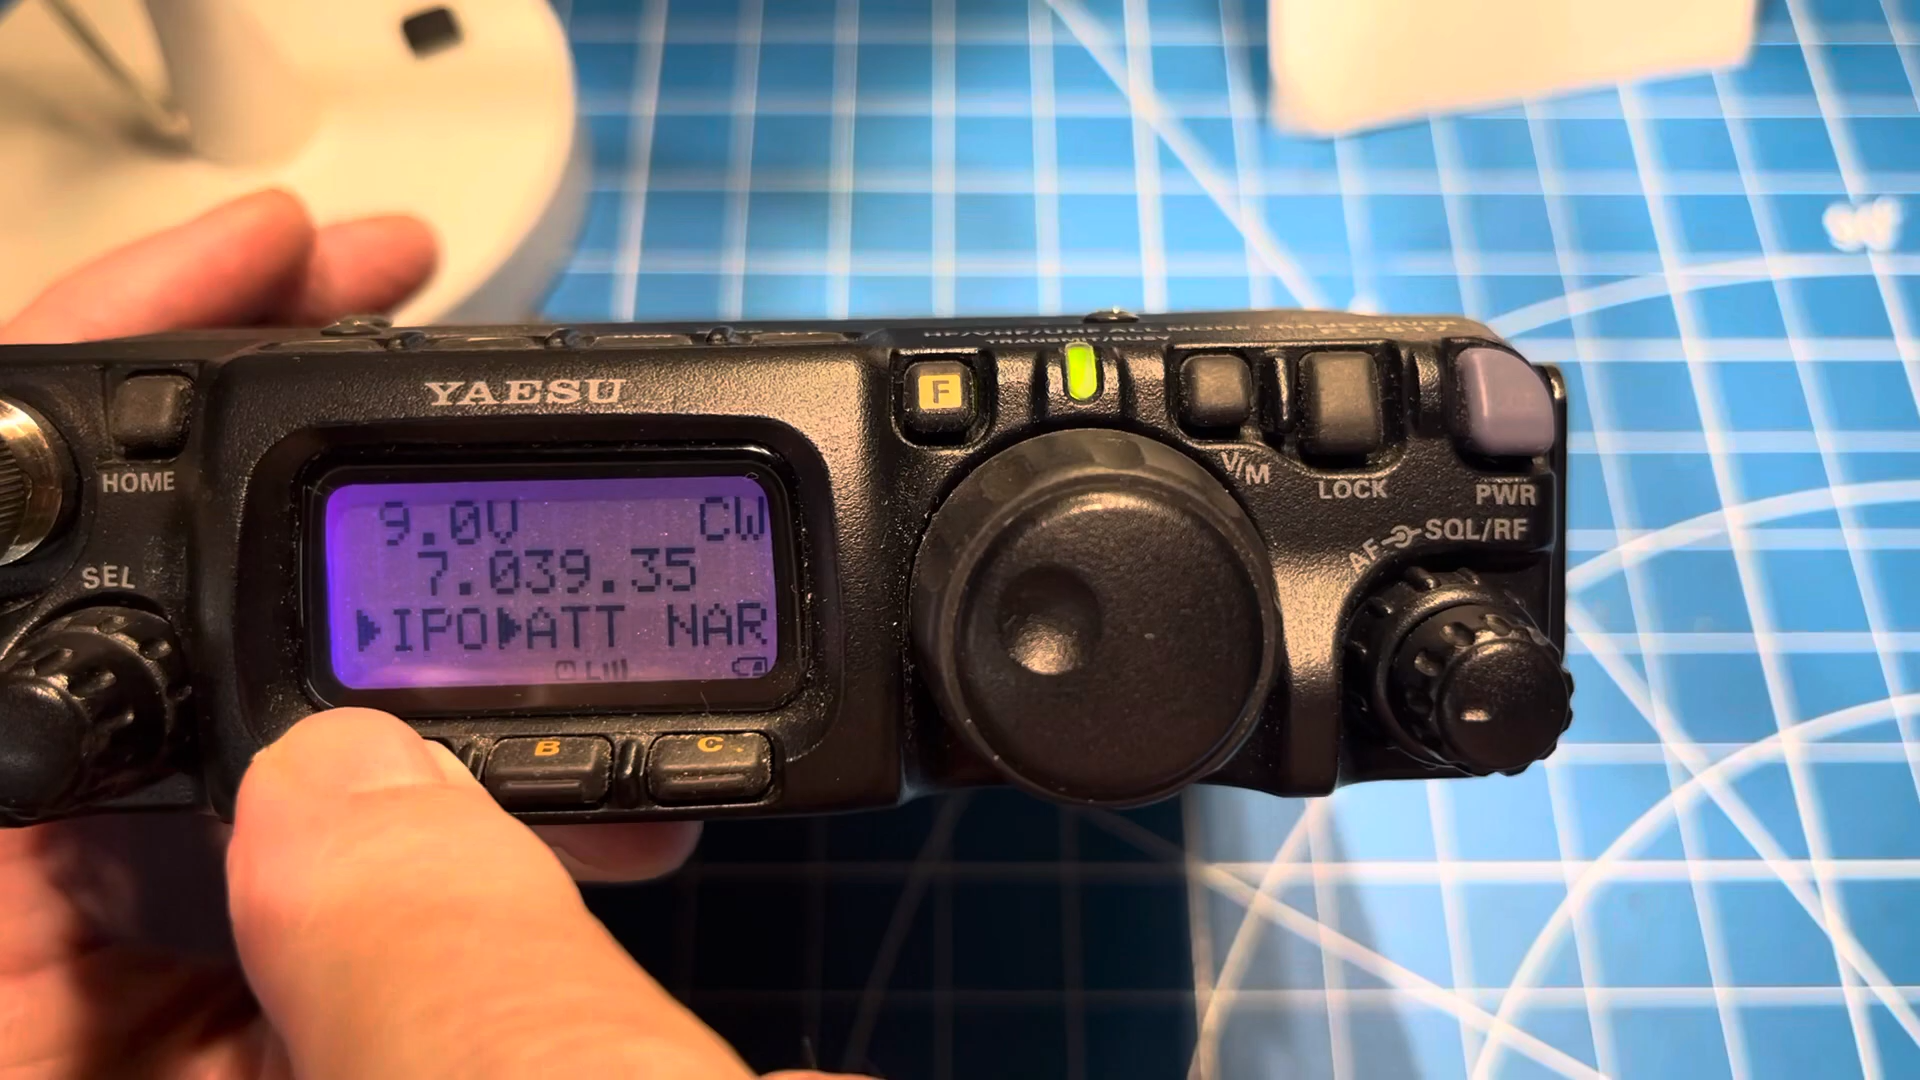 YAESU
F
HOME
V/M
LOCK
PWR
SEL
AF
SQL/RF
9.0V CW
7.039.35
▶IPO▶ATT NAR
B
C